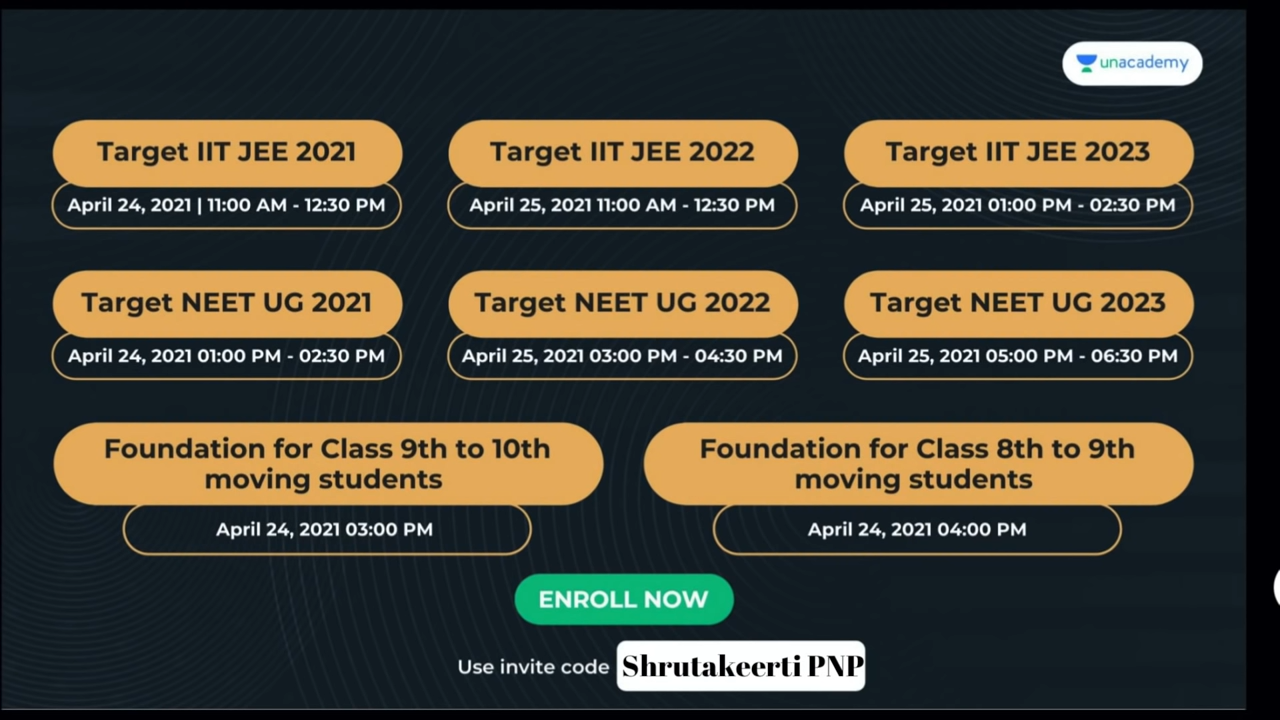 unacademy
Target IIT JEE 2021
April 24, 2021 | 11:00 AM - 12:30 PM
Target IIT JEE 2022
April 25, 2021 11:00 AM - 12:30 PM
Target IIT JEE 2023
April 25, 2021 01:00 PM - 02:30 PM
Target NEET UG 2021
April 24, 2021 01:00 PM - 02:30 PM
Target NEET UG 2022
April 25, 2021 03:00 PM - 04:30 PM
Target NEET UG 2023
April 25, 2021 05:00 PM - 06:30 PM
Foundation for Class 9th to 10th
moving students
April 24, 2021 03:00 PM
Foundation for Class 8th to 9th
moving students
April 24, 2021 04:00 PM
ENROLL NOW
Use invite code Shrutakeerti PNP